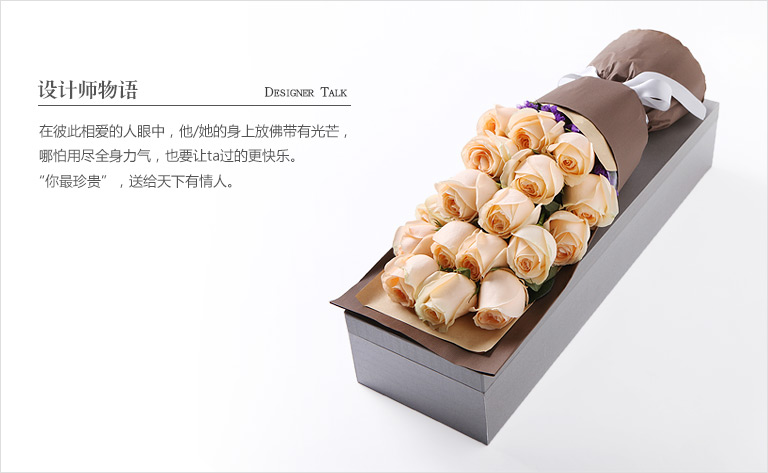 设计师物语 DESIGNER TALK
在彼此相爱的人眼中，他/她的身上放佛带有光芒，
哪怕用尽全身力气，也要让ta过的更快乐。
“你最珍贵”，送给天下有情人。